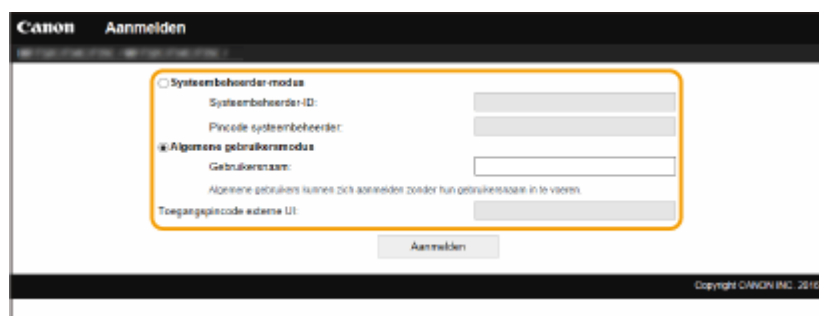 Canon Aanmelden
Systeembeheerder-modus
Systeembeheerder-ID:
Pincode systeembeheerder:
Algemene gebruikersmodus
Gebruikersnaam:
Algemene gebruikers kunnen zich aanmelden zonder hun gebruikersnaam in te voeren.
Toegangspincode externe UI:
Aanmelden
Copyright CANON INC. 2016